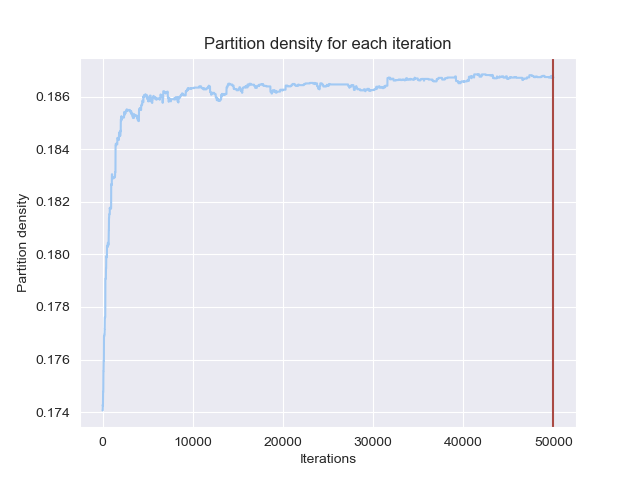 Partition density for each iteration
Partition density
0.186
0.184
0.182
0.180
0.178
0.176
0.174
0 10000 20000 30000 40000 50000
Iterations